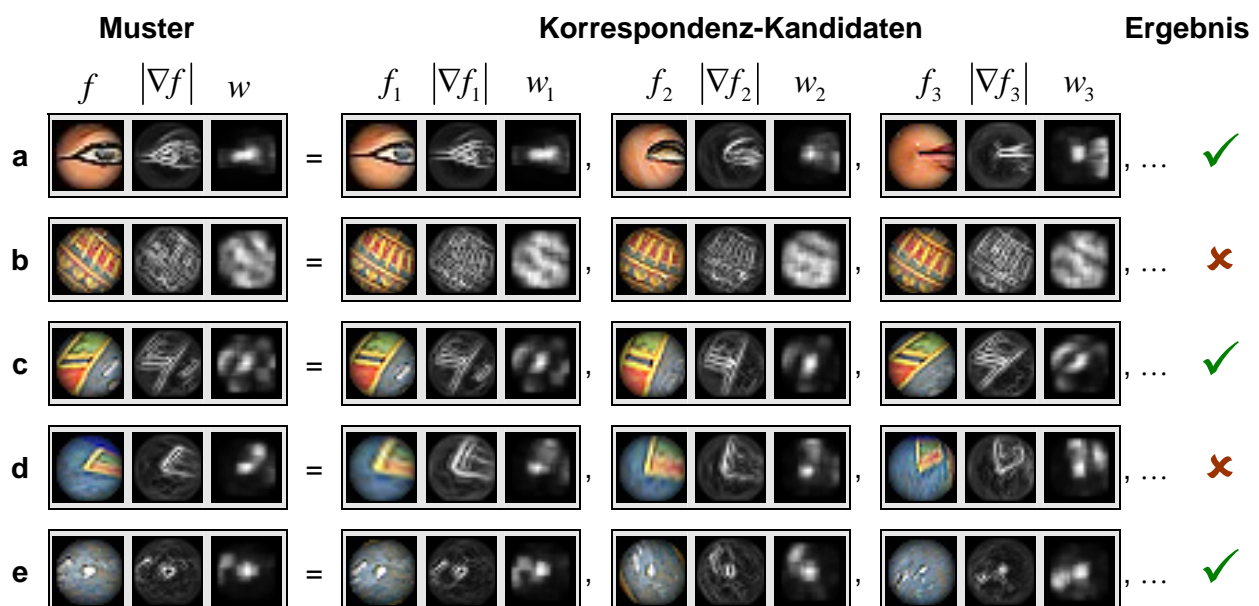 Muster Korrespondenz-Kandidaten Ergebnis
f |∇f| w f₁ |∇f₁| w₁ f₂ |∇f₂| w₂ f₃ |∇f₃| w₃
a = , , , … ✓
b = , , , … ✘
c = , , , … ✓
d = , , , … ✘
e = , , , … ✓